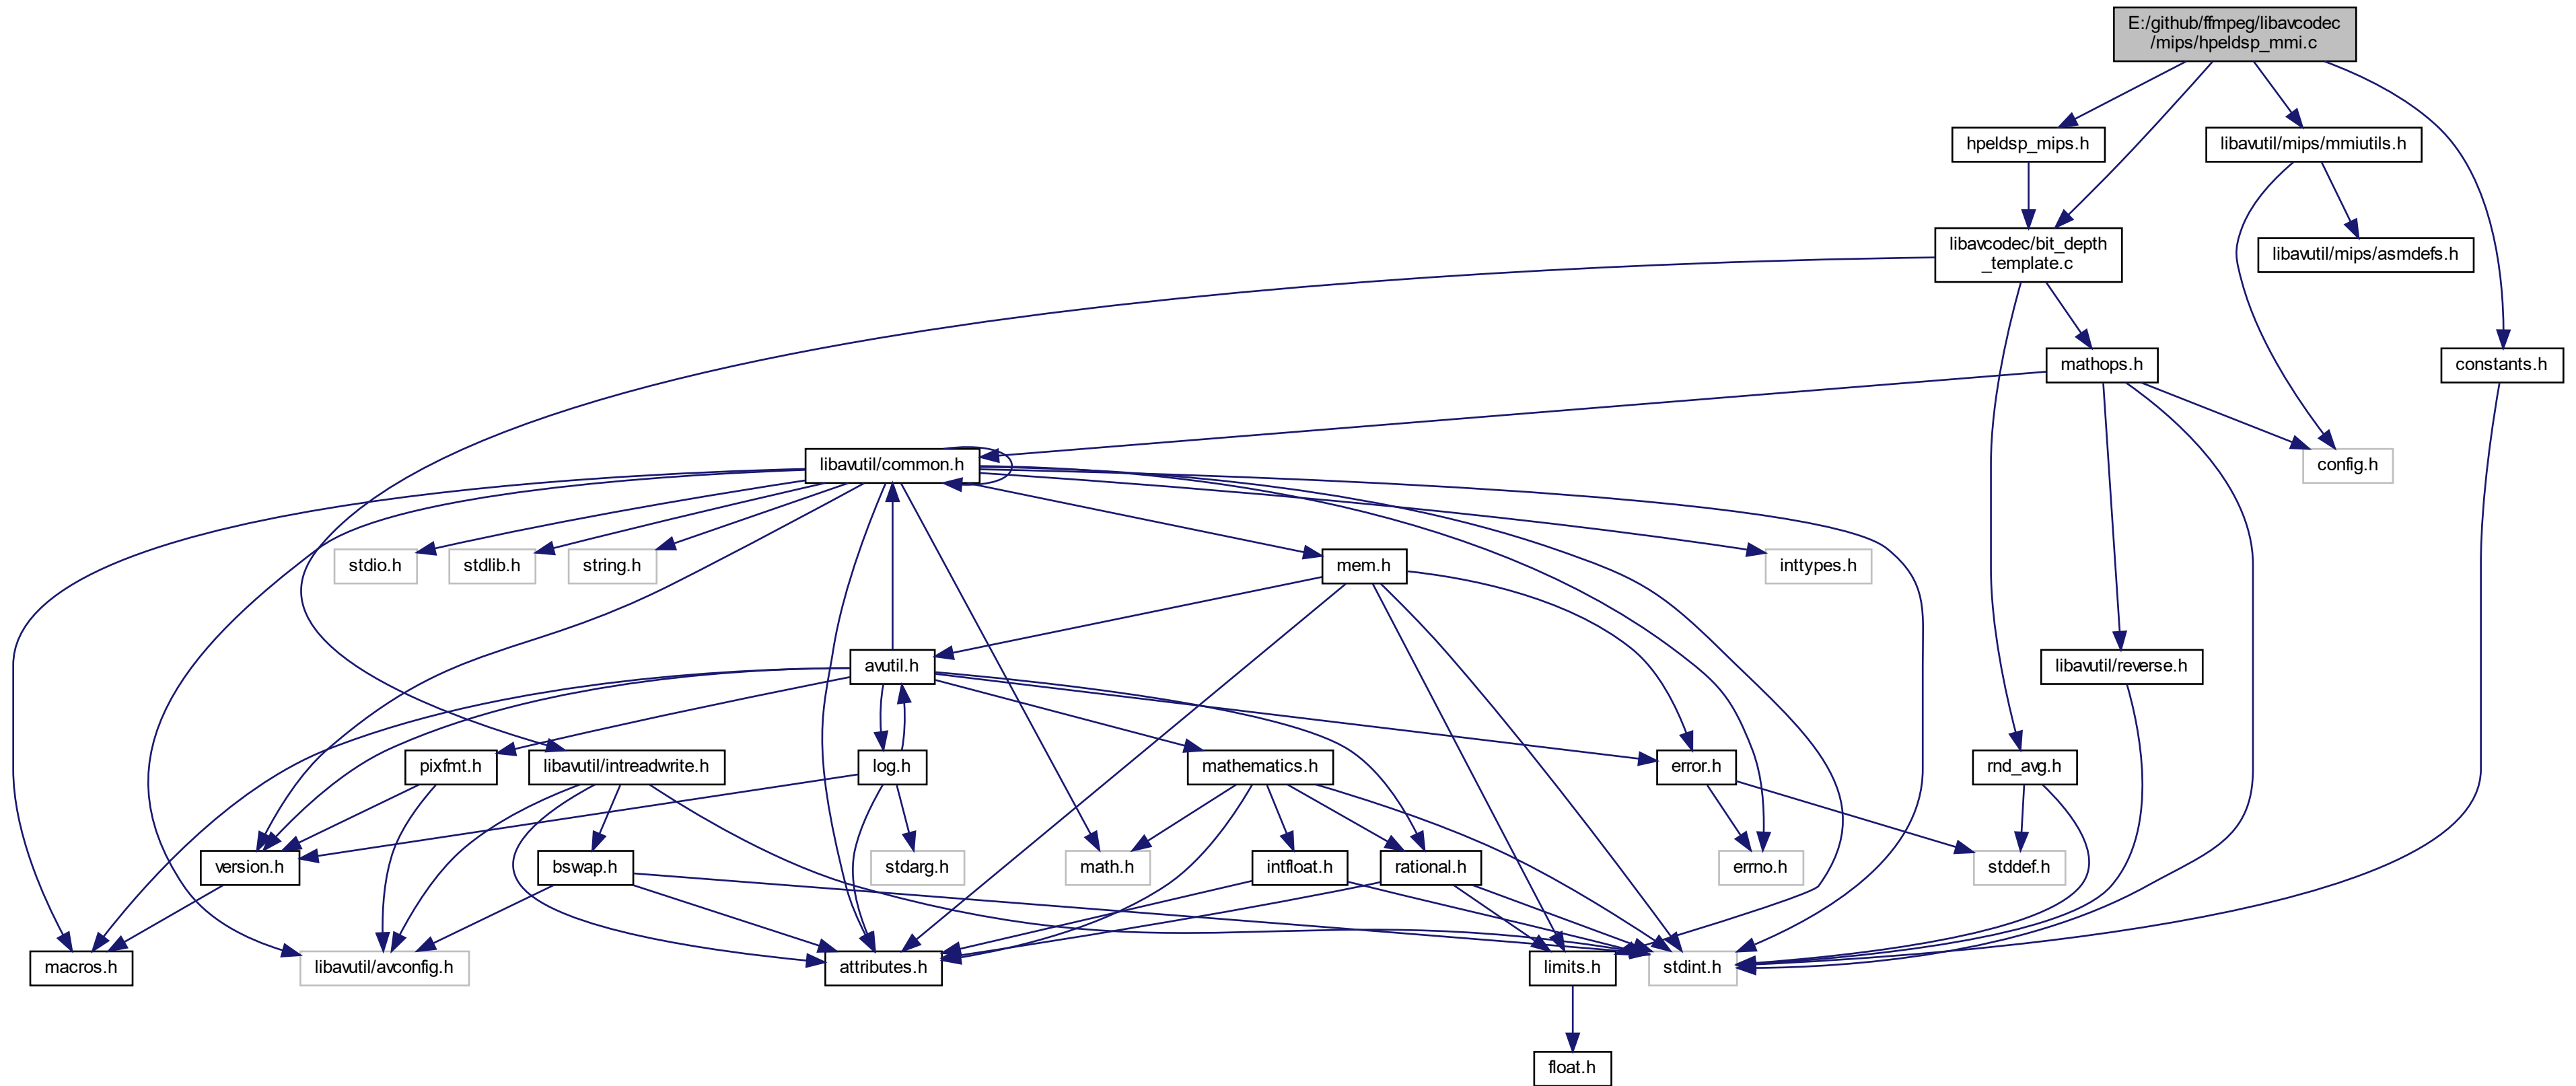 E:/github/ffmpeg/libavcodec
/mips/hpeldsp_mmi.c
hpeldsp_mips.h
libavutil/mips/mmiutils.h
libavcodec/bit_depth
_template.c
libavutil/mips/asmdefs.h
mathops.h
constants.h
libavutil/common.h
config.h
stdio.h
stdlib.h
string.h
mem.h
inttypes.h
avutil.h
libavutil/reverse.h
pixfmt.h
libavutil/intreadwrite.h
log.h
mathematics.h
error.h
rnd_avg.h
version.h
bswap.h
stdarg.h
math.h
intfloat.h
rational.h
errno.h
stddef.h
macros.h
libavutil/avconfig.h
attributes.h
limits.h
stdint.h
float.h